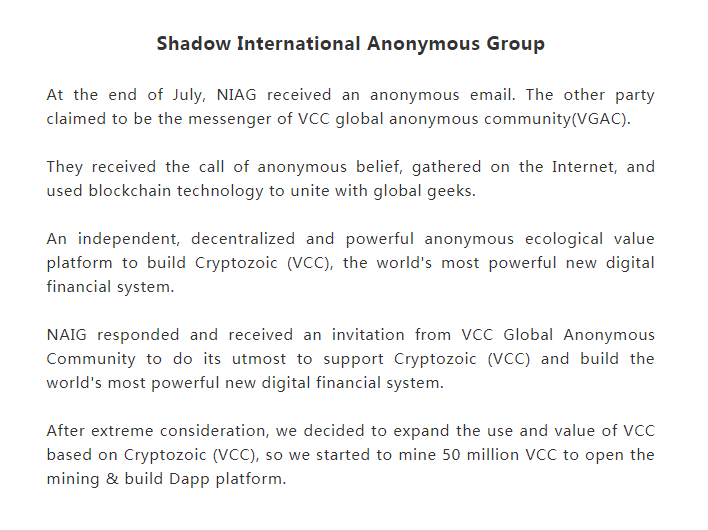 Shadow International Anonymous Group
At the end of July, NIAG received an anonymous email. The other party
claimed to be the messenger of VCC global anonymous community(VGAC).
They received the call of anonymous belief, gathered on the Internet, and
used blockchain technology to unite with global geeks.
An independent, decentralized and powerful anonymous ecological value
platform to build Cryptozoic (VCC), the world's most powerful new digital
financial system.
NAIG responded and received an invitation from VCC Global Anonymous
Community to do its utmost to support Cryptozoic (VCC) and build the
world's most powerful new digital financial system.
After extreme consideration, we decided to expand the use and value of VCC
based on Cryptozoic (VCC), so we started to mine 50 million VCC to open the
mining & build Dapp platform.